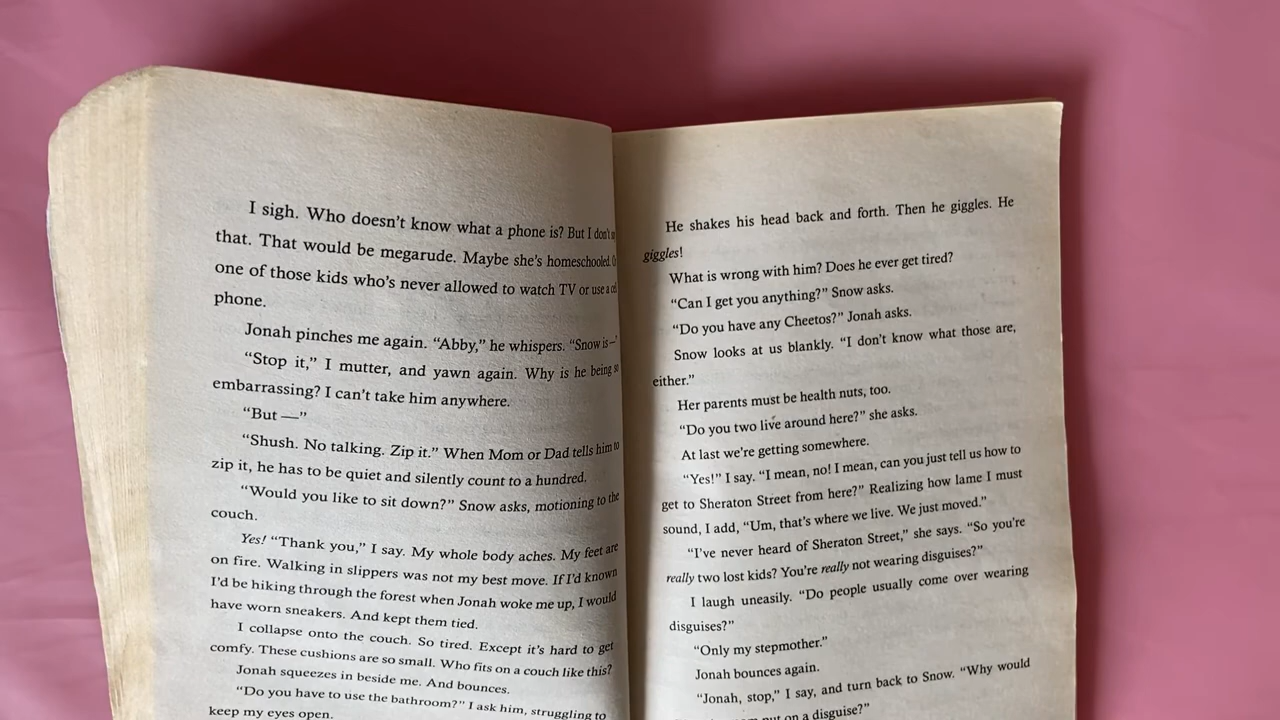 I sigh. Who doesn't know what a phone is? But I don't
that. That would be megarude. Maybe she's homeschooled.
one of those kids who's never allowed to watch TV or use a
phone.
Jonah pinches me again. “Abby,” he whispers. “Snow is —”
“Stop it,” I mutter, and yawn again. Why is he being so
embarrassing? I can't take him anywhere.
“But —”
“Shush. No talking. Zip it.” When Mom or Dad tells him to
zip it, he has to be quiet and silently count to a hundred.
“Would you like to sit down?” Snow asks, motioning to the
couch.
Yes! “Thank you,” I say. My whole body aches. My feet are
on fire. Walking in slippers was not my best move. If I'd known
I'd be hiking through the forest when Jonah woke me up, I would
have worn sneakers. And kept them tied.
I collapse onto the couch. So tired. Except it's hard to get
comfy. These cushions are so small. Who fits on a couch like this?
Jonah squeezes in beside me. And bounces.
“Do you have to use the bathroom?” I ask him, struggling to
keep my eyes open.
He shakes his head back and forth. Then he giggles. He
giggles!
What is wrong with him? Does he ever get tired?
“Can I get you anything?” Snow asks.
“Do you have any Cheetos?” Jonah asks.
Snow looks at us blankly. “I don't know what those are,
either.”
Her parents must be health nuts, too.
“Do you two live around here?” she asks.
At last we're getting somewhere.
“Yes!” I say. “I mean, no! I mean, can you just tell us how to
get to Sheraton Street from here?” Realizing how lame I must
sound, I add, “Um, that's where we live. We just moved.”
“I've never heard of Sheraton Street,” she says. “So you're
really two lost kids? You're really not wearing disguises?”
I laugh uneasily. “Do people usually come over wearing
disguises?”
“Only my stepmother.”
Jonah bounces again.
“Jonah, stop,” I say, and turn back to Snow. “Why would
put on a disguise?”